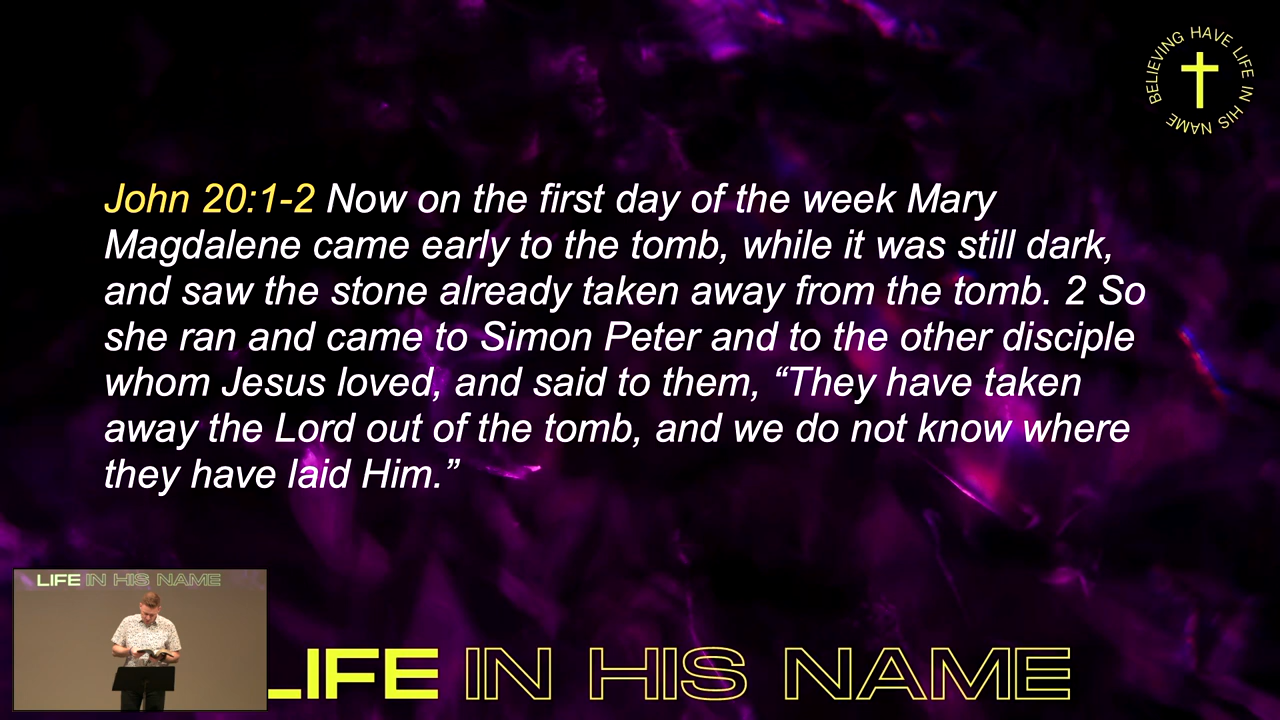 BELIEVING HAVE LIFE IN HIS NAME
John 20:1-2 Now on the first day of the week Mary
Magdalene came early to the tomb, while it was still dark,
and saw the stone already taken away from the tomb. 2 So
she ran and came to Simon Peter and to the other disciple
whom Jesus loved, and said to them, “They have taken
away the Lord out of the tomb, and we do not know where
they have laid Him.”
LIFE IN HIS NAME
LIFE IN HIS NAME